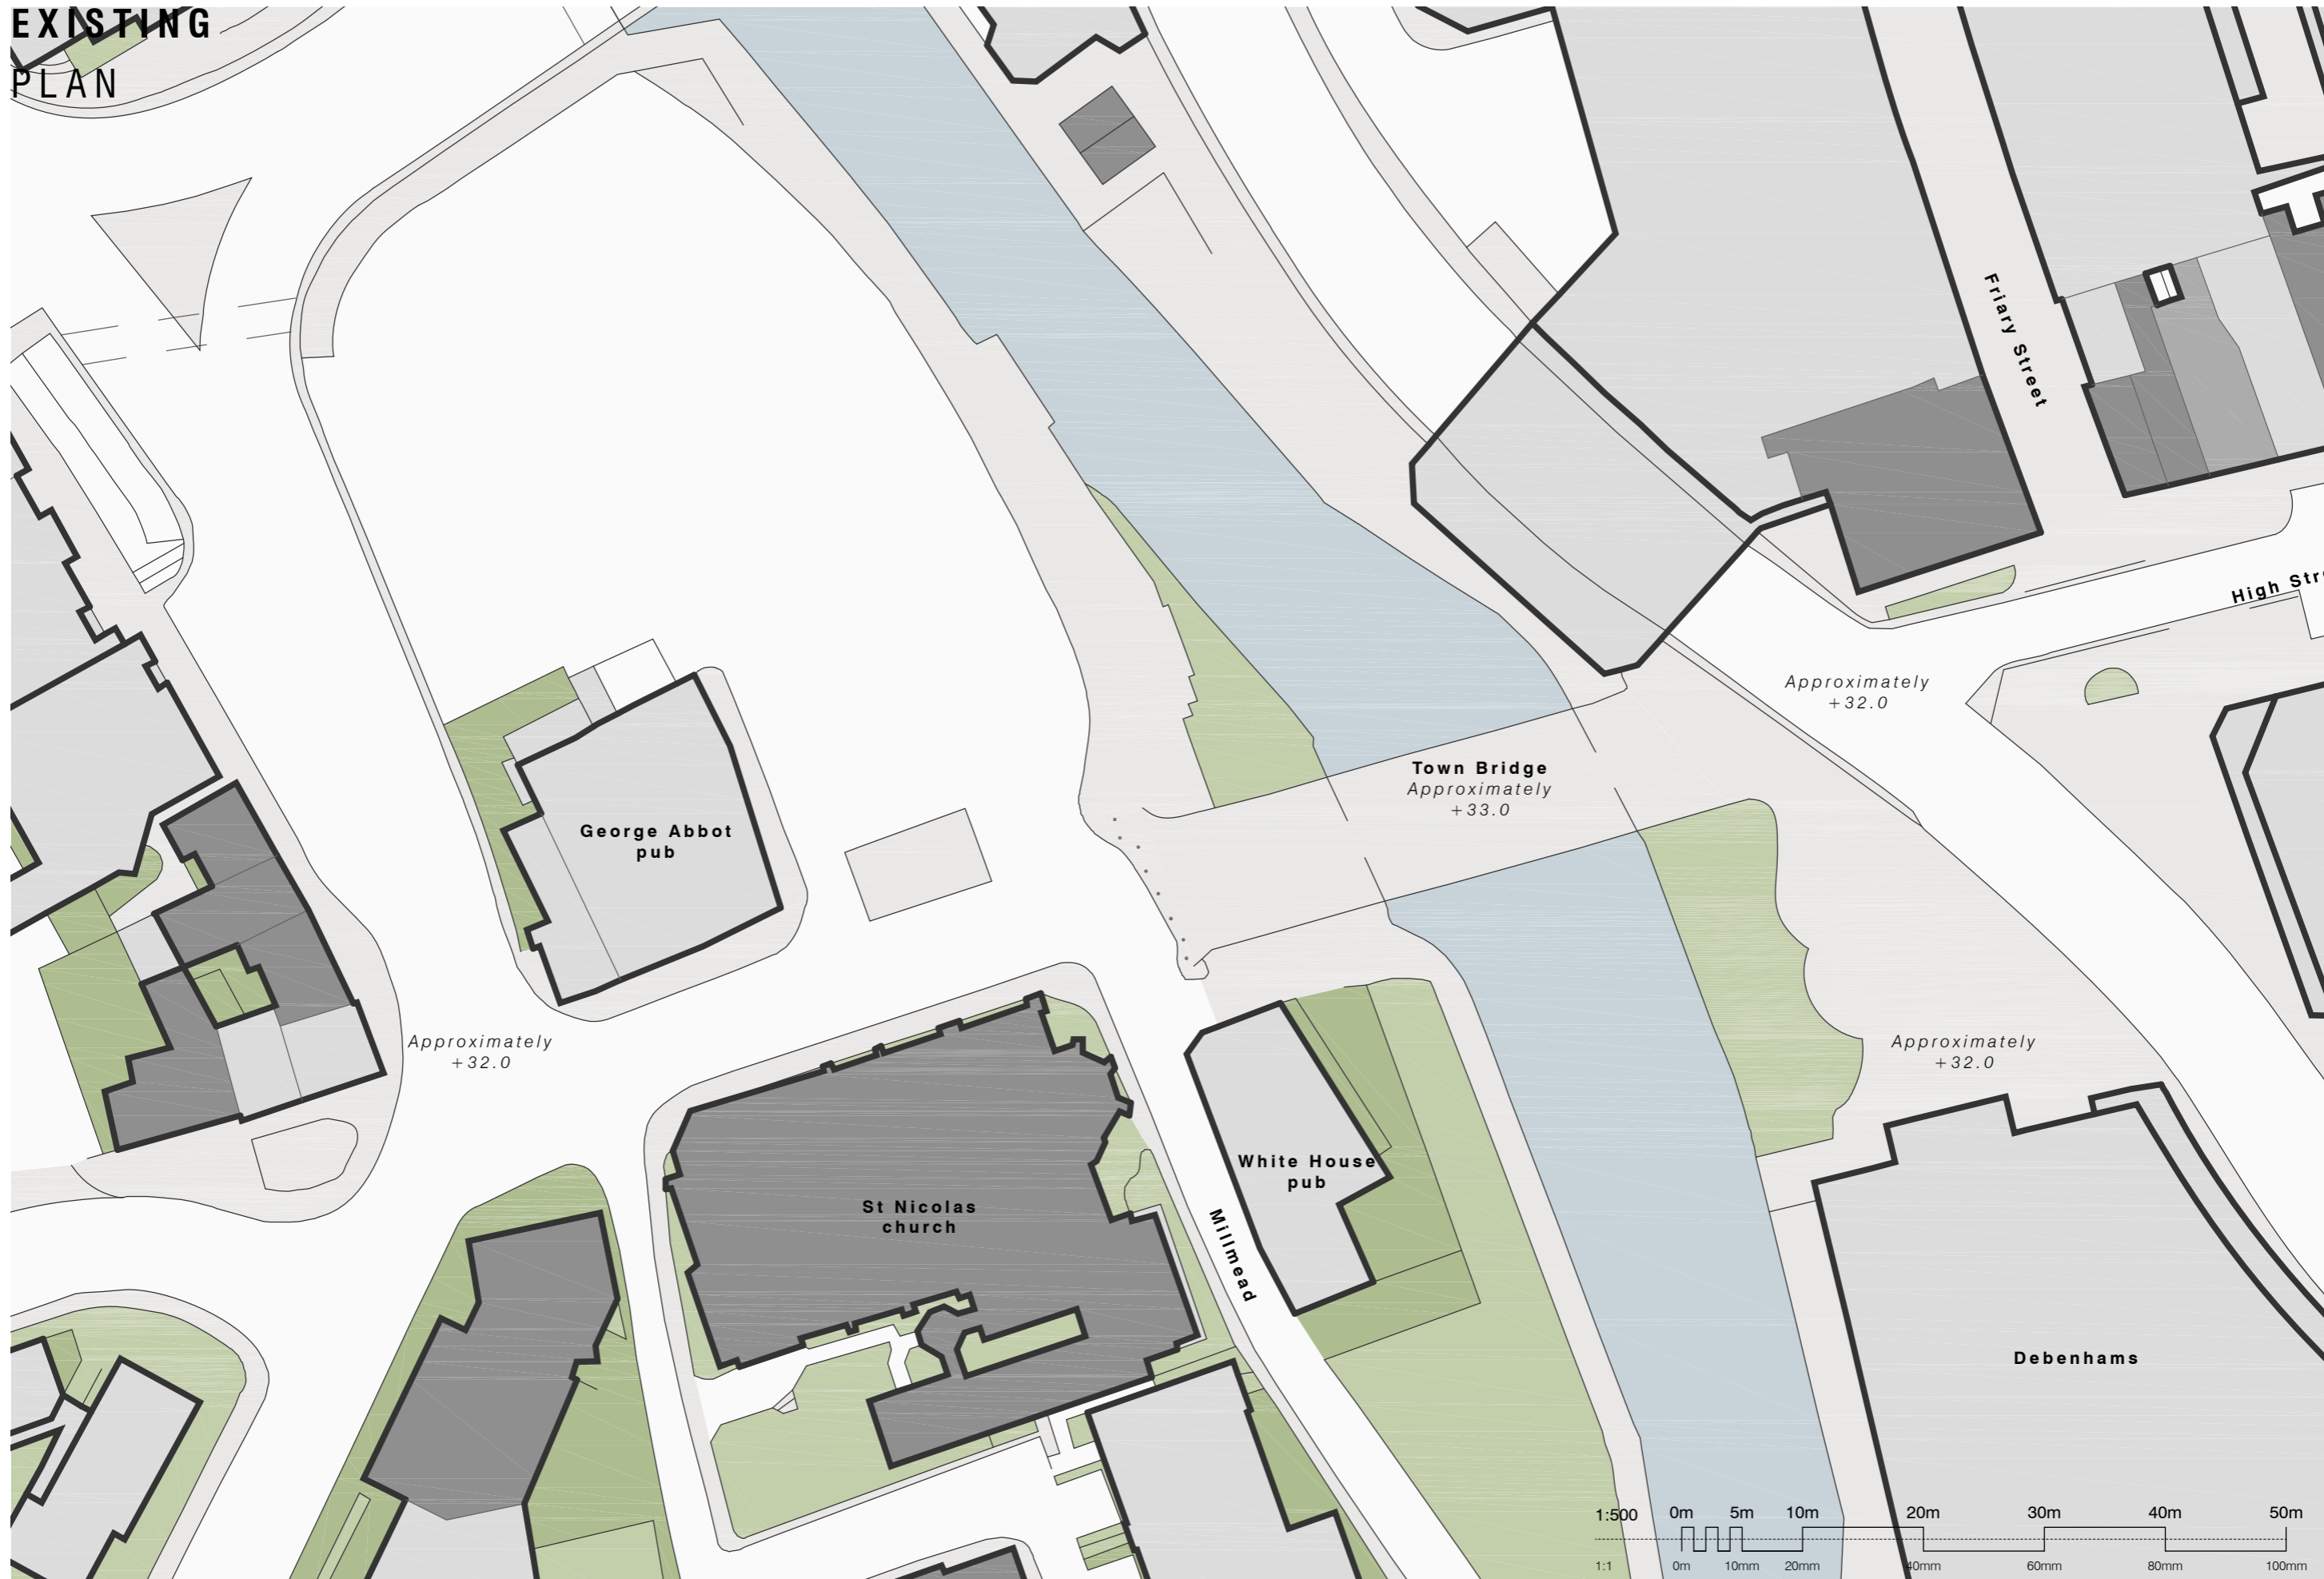 EXISTING
PLAN
Friary Street
High Str
Approximately
+32.0
Town Bridge
Approximately
+33.0
George Abbot
pub
Approximately
+32.0
Approximately
+32.0
White House
pub
St Nicolas
church
Millmead
Debenhams
1:500 0m 5m 10m 20m 30m 40m 50m
1:1 0m 10mm 20mm 40mm 60mm 80mm 100mm